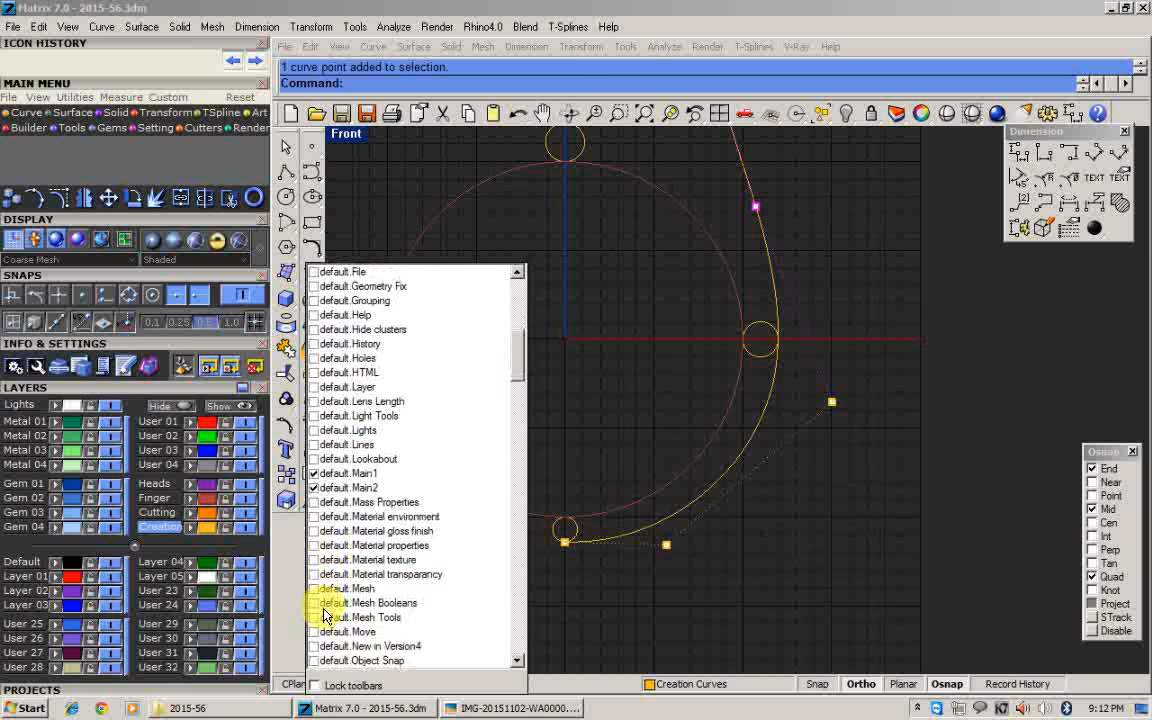 Matrix 7.0 - 2015-56.3dm
File Edit View Curve Surface Solid Mesh Dimension Transform Tools Analyze Render Rhino4.0 Blend T-Splines Help
ICON HISTORY
MAIN MENU
File View Utilities Measure Custom Reset
Curve Surface Solid Transform TSpline Art
Builder Tools Gems Setting Cutters Render
DISPLAY
Coarse Mesh Shaded
SNAPS
0.1 0.25 0.5 1.0
INFO & SETTINGS
LAYERS
Lights Hide Show
Metal 01 User 01
Metal 02 User 02
Metal 03 User 03
Metal 04 User 04
Gem 01 Heads
Gem 02 Finger
Gem 03 Cutting
Gem 04 Creation
Default Layer 04
Layer 01 Layer 05
Layer 02 User 23
Layer 03 User 24
User 25 User 29
User 26 User 30
User 27 User 31
User 28 User 32
PROJECTS
File Edit View Curve Surface Solid Mesh Dimension Transform Tools Analyze Render T-Splines V-Ray Help
1 curve point added to selection.
Command:
Front
default.File
default.Geometry Fix
default.Grouping
default.Help
default.Hide clusters
default.History
default.Holes
default.HTML
default.Layer
default.Lens Length
default.Light Tools
default.Lights
default.Lines
default.Lookabout
default.Main1
default.Main2
default.Mass Properties
default.Material environment
default.Material gloss finish
default.Material properties
default.Material texture
default.Material transparancy
default.Mesh
default.Mesh Booleans
default.Mesh Tools
default.Move
default.New in Version4
default.Object Snap
Lock toolbars
Dimension
TEXT TEXT
Osnap
End
Near
Point
Mid
Cen
Int
Perp
Tan
Quad
Knot
Project
STrack
Disable
CPlan Creation Curves Snap Ortho Planar Osnap Record History
Start 2015-56 Matrix 7.0 - 2015-56.3dm IMG-20151102-WA0000.... 9:12 PM